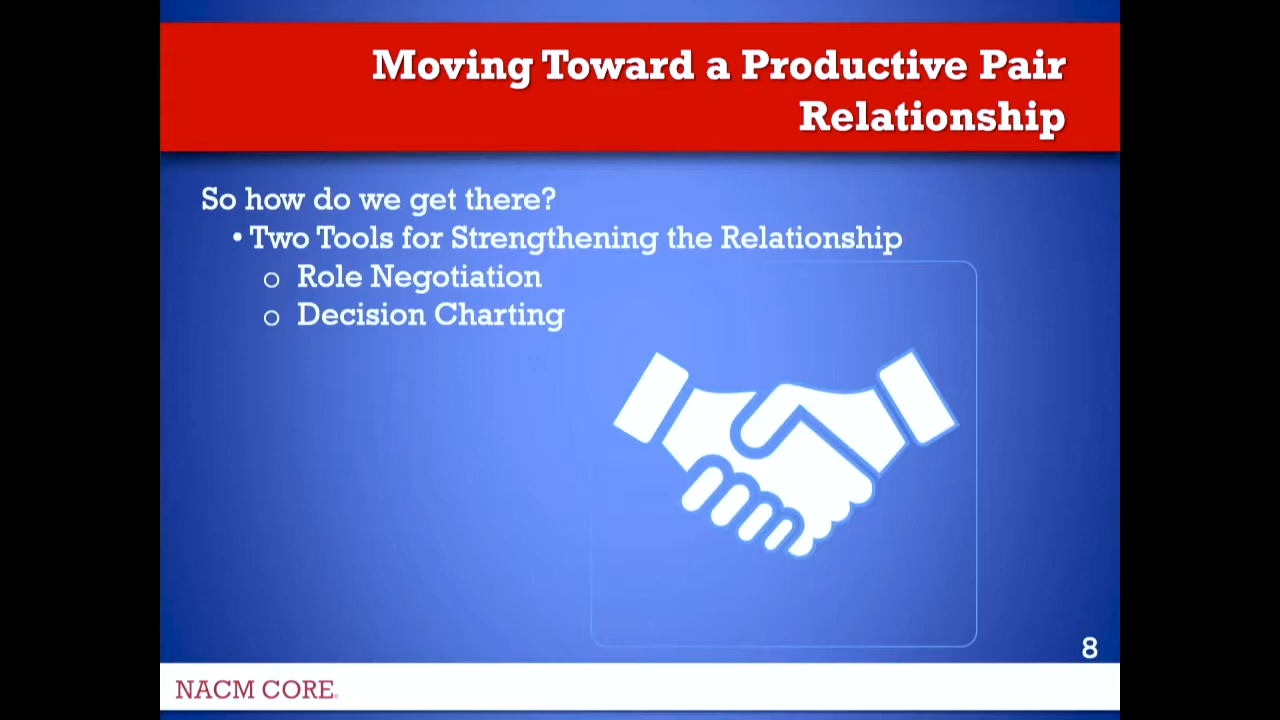 Moving Toward a Productive Pair
Relationship
So how do we get there?
• Two Tools for Strengthening the Relationship
o Role Negotiation
o Decision Charting
8
NACM CORE®